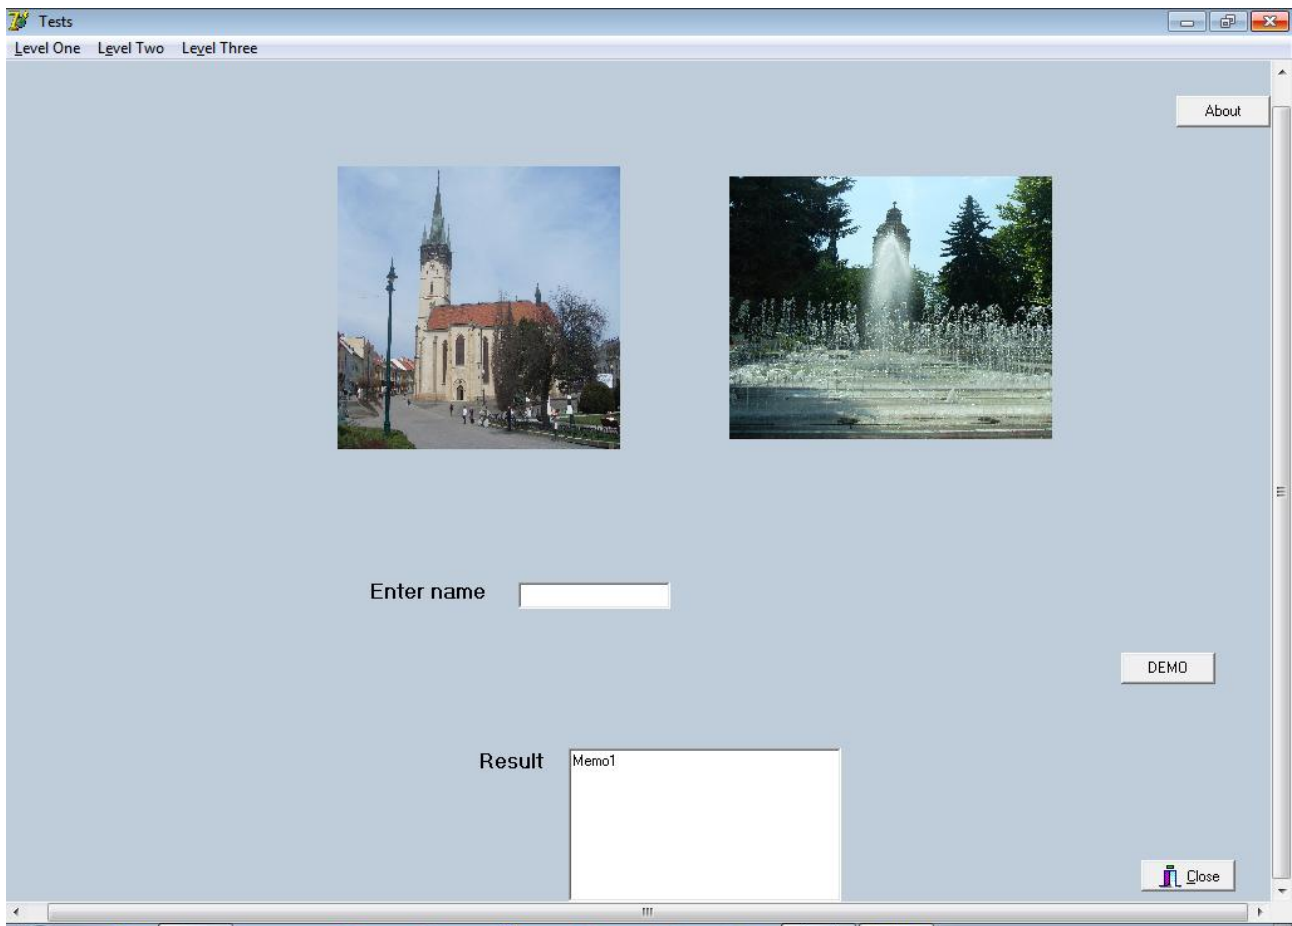 Tests
Level One Level Two Level Three
About
Enter name
DEMO
Result
Memo1
Close